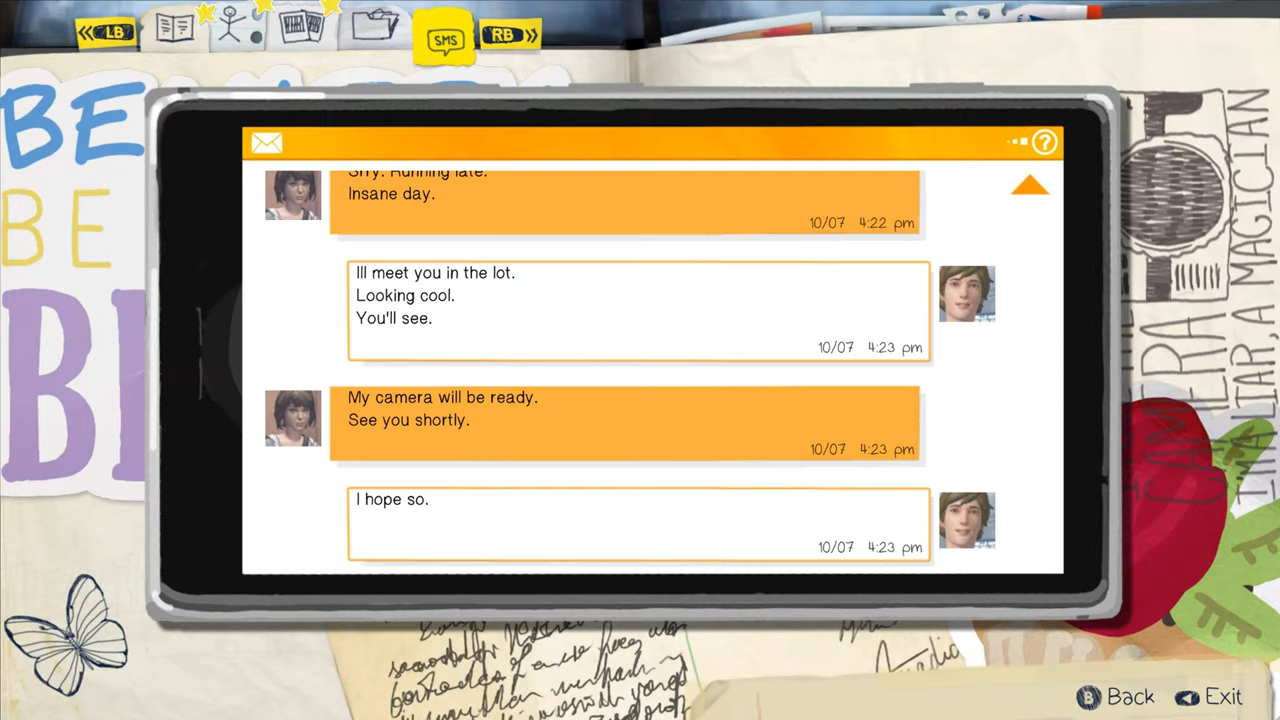 LB
SMS
RB
BE
BE
Srry. Running late.
Insane day.
10/07 4:22 pm
Ill meet you in the lot.
Looking cool.
You'll see.
10/07 4:23 pm
My camera will be ready.
See you shortly.
10/07 4:23 pm
I hope so.
10/07 4:23 pm
I'M A LIAR, A MAGICIAN
Back
Exit